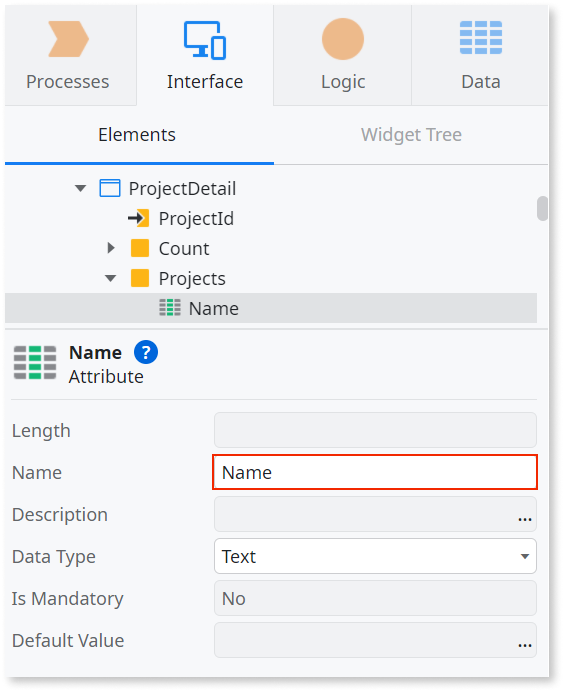 Processes Interface Logic Data
Elements Widget Tree
ProjectDetail
ProjectId
Count
Projects
Name
Name ?
Attribute
Length
Name Name
Description ...
Data Type Text
Is Mandatory No
Default Value ...